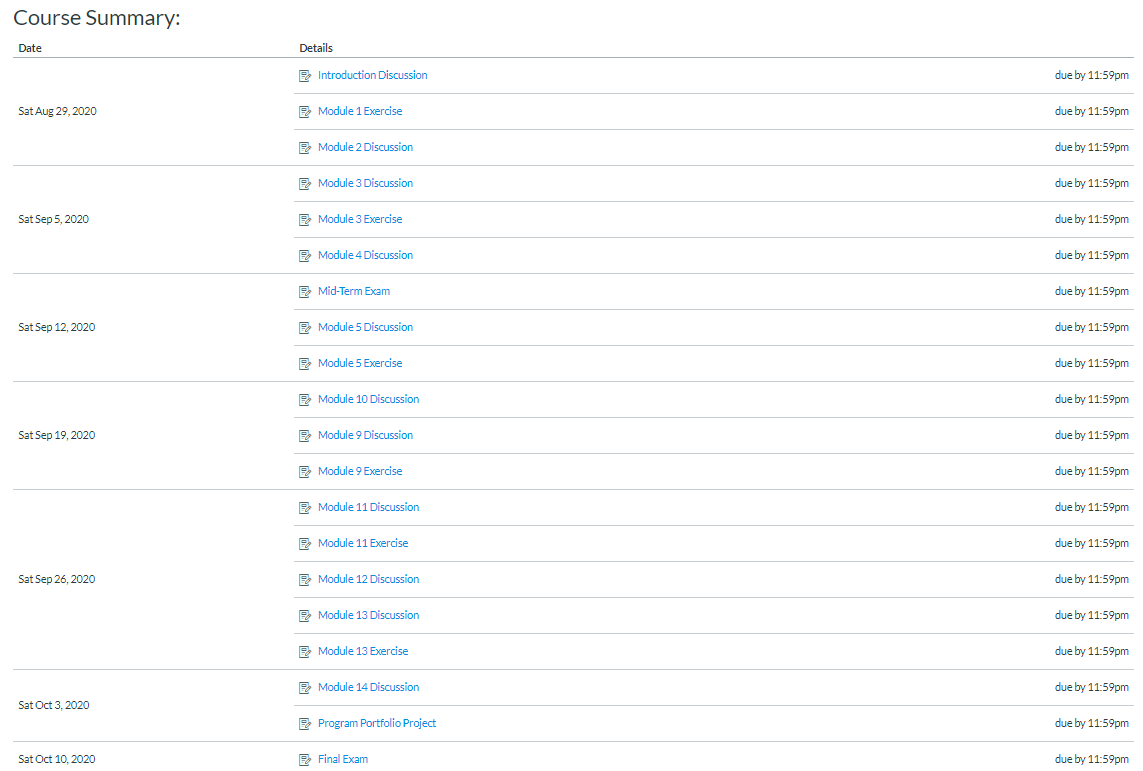 Course Summary:
Date Details
Introduction Discussion due by 11:59pm
Sat Aug 29, 2020 Module 1 Exercise due by 11:59pm
Module 2 Discussion due by 11:59pm
Module 3 Discussion due by 11:59pm
Sat Sep 5, 2020 Module 3 Exercise due by 11:59pm
Module 4 Discussion due by 11:59pm
Mid-Term Exam due by 11:59pm
Sat Sep 12, 2020 Module 5 Discussion due by 11:59pm
Module 5 Exercise due by 11:59pm
Module 10 Discussion due by 11:59pm
Sat Sep 19, 2020 Module 9 Discussion due by 11:59pm
Module 9 Exercise due by 11:59pm
Module 11 Discussion due by 11:59pm
Module 11 Exercise due by 11:59pm
Sat Sep 26, 2020 Module 12 Discussion due by 11:59pm
Module 13 Discussion due by 11:59pm
Module 13 Exercise due by 11:59pm
Module 14 Discussion due by 11:59pm
Sat Oct 3, 2020
Program Portfolio Project due by 11:59pm
Sat Oct 10, 2020 Final Exam due by 11:59pm